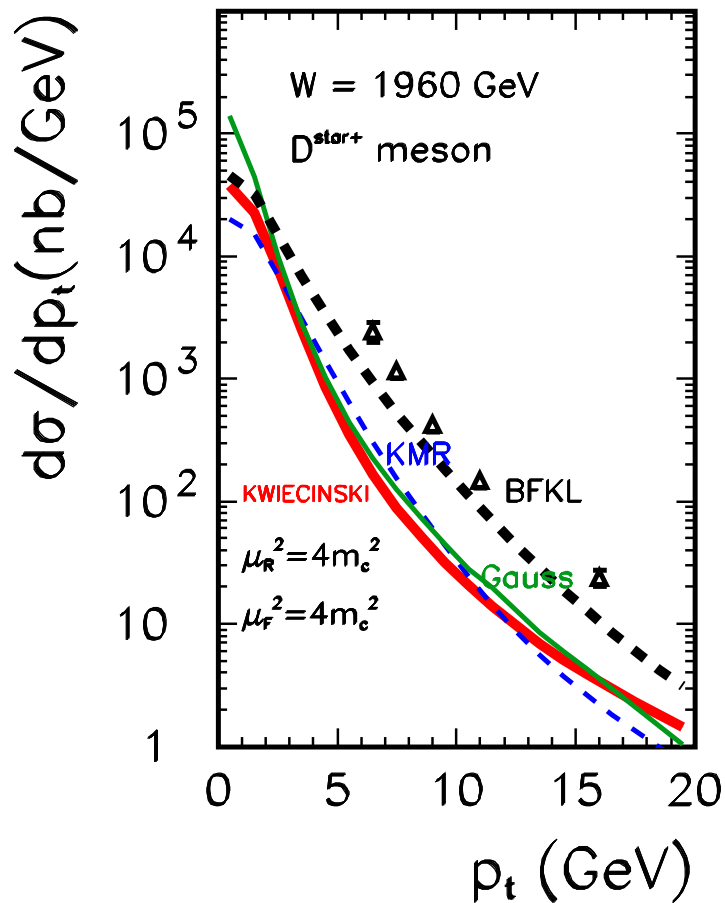 dσ/dp_t(nb/GeV)
W = 1960 GeV
D^star+ meson
10^5
10^4
10^3
10^2
10
1
KMR
KWIECINSKI
BFKL
Gauss
μ_R^2=4m_c^2
μ_F^2=4m_c^2
0 5 10 15 20
p_t (GeV)